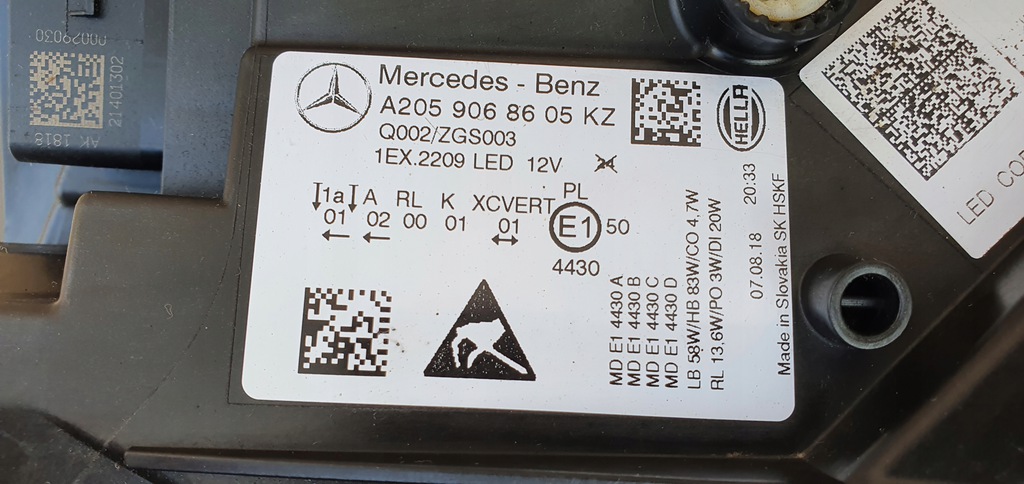 Mercedes - Benz
A205 906 86 05 KZ
Q002/ZGS003
1EX.2209 LED 12V 24
HELLA
1a A RL K XCVERT PL
01 02 00 01 01 E1 50
4430
MD E1 4430 A
MD E1 4430 B
MD E1 4430 C
MD E1 4430 D
LB 58W/HB 83W/CO 4.7W
RL 13.6W/PO 3W/DI 20W
07.08.18 20:33
Made in Slovakia SK HSKF
00029030
21401302
AK 1818
LED CO